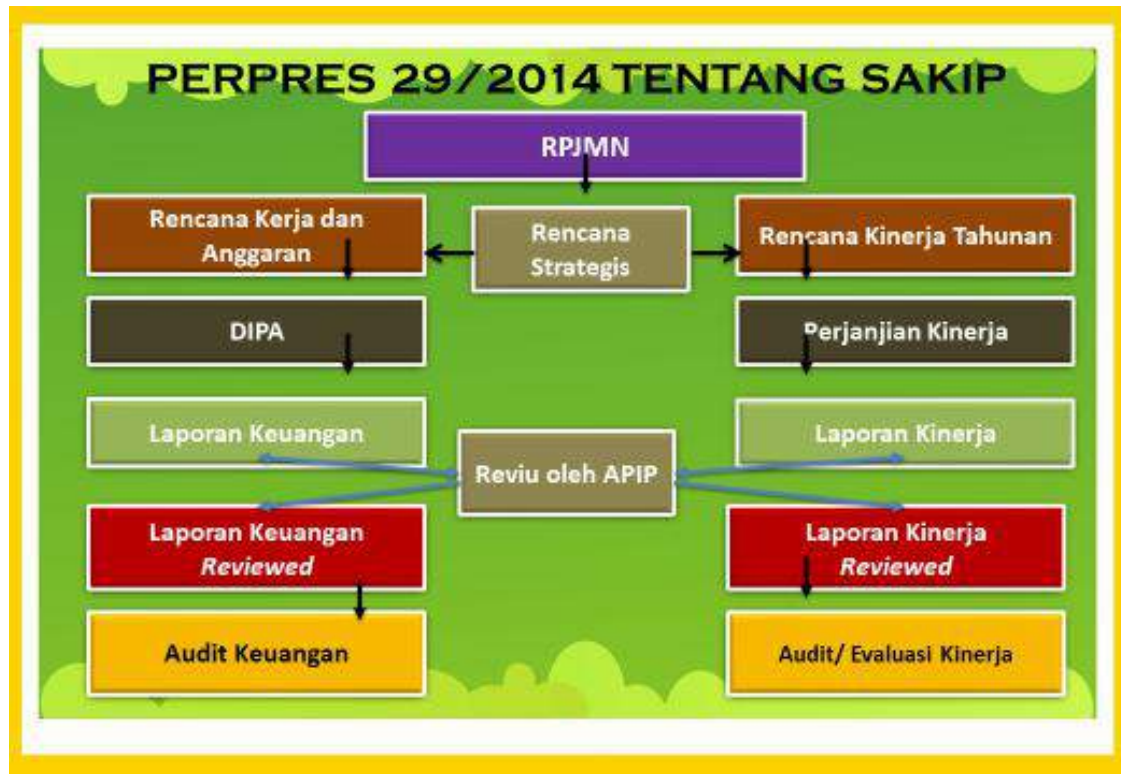 PERPRES 29/2014 TENTANG SAKIP
RPJMN
Rencana Kerja dan
Anggaran
Rencana
Strategis
Rencana Kinerja Tahunan
DIPA
Perjanjian Kinerja
Laporan Keuangan
Reviu oleh APIP
Laporan Kinerja
Laporan Keuangan
Reviewed
Laporan Kinerja
Reviewed
Audit Keuangan
Audit/ Evaluasi Kinerja